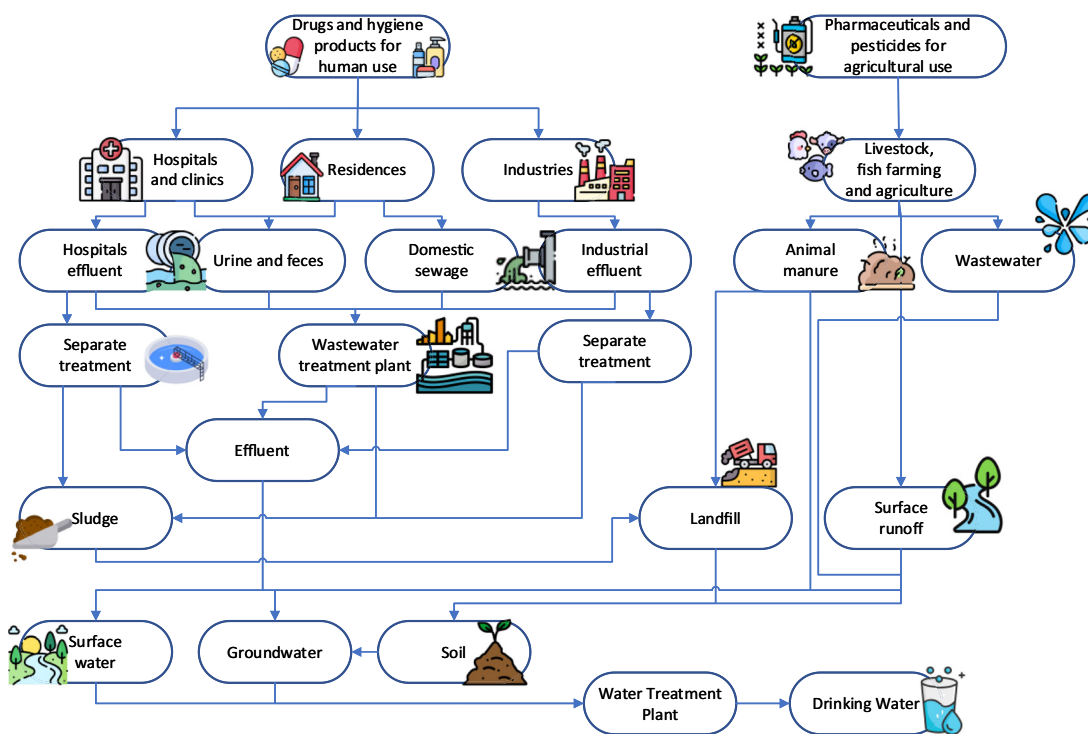 Drugs and hygiene
products for
human use
Pharmaceuticals and
pesticides for
agricultural use
Hospitals
and clinics
Residences
Industries
Livestock,
fish farming
and agriculture
Hospitals
effluent
Urine and feces
Domestic
sewage
Industrial
effluent
Animal
manure
Wastewater
Separate
treatment
Wastewater
treatment plant
Separate
treatment
Effluent
Sludge
Landfill
Surface
runoff
Surface
water
Groundwater
Soil
Water Treatment
Plant
Drinking Water